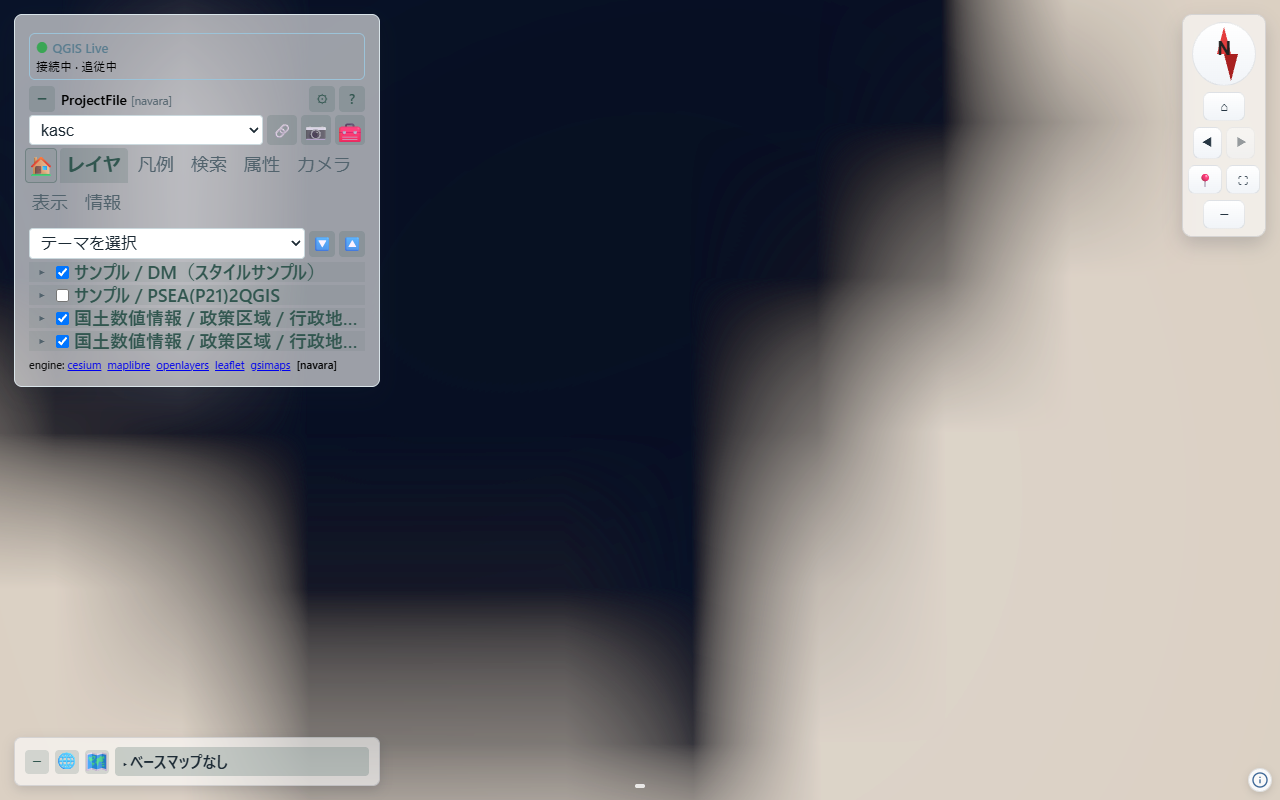 QGIS Live
接続中 · 追従中
− ProjectFile [navara] ⚙ ?
kasc
レイヤ 凡例 検索 属性 カメラ
表示 情報
テーマを選択
サンプル / DM（スタイルサンプル）
サンプル / PSEA(P21)2QGIS
国土数値情報 / 政策区域 / 行政地...
国土数値情報 / 政策区域 / 行政地...
engine: cesium maplibre openlayers leaflet gsimaps [navara]
N
− ベースマップなし